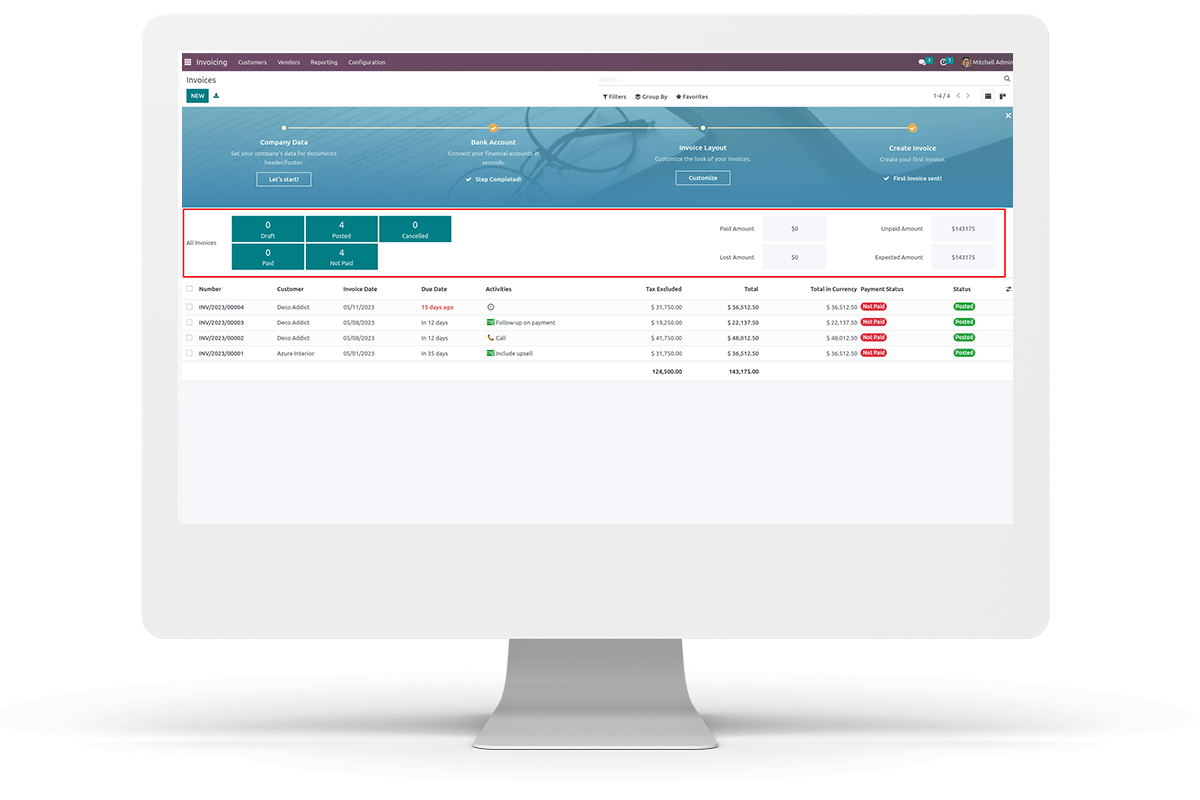 Invoicing Customers Vendors Reporting Configuration 5 1 Mitchell Admin
Invoices Search...
NEW Filters Group By Favorites 1-4 / 4
Company Data Bank Account Invoice Layout Create Invoice
Set your company's data for documents header/footer.
Connect your financial accounts in seconds.
Customize the look of your invoices.
Create your first invoice.
Let's start! Step Completed! Customize First invoice sent!
All Invoices
0 4 0
Draft Posted Cancelled
0 4
Paid Not Paid
Paid Amount $0 Unpaid Amount $143175
Lost Amount $0 Expected Amount $143175
Number Customer Invoice Date Due Date Activities Tax Excluded Total Total in Currency Payment Status Status
INV/2023/00004 Deco Addict 05/11/2023 15 days ago $ 31,750.00 $ 36,512.50 $ 36,512.50 Not Paid Posted
INV/2023/00003 Deco Addict 05/08/2023 In 12 days Follow-up on payment $ 19,250.00 $ 22,137.50 $ 22,137.50 Not Paid Posted
INV/2023/00002 Deco Addict 05/08/2023 In 12 days Call $ 41,750.00 $ 48,012.50 $ 48,012.50 Not Paid Posted
INV/2023/00001 Azure Interior 05/01/2023 In 35 days Include upsell $ 31,750.00 $ 36,512.50 $ 36,512.50 Not Paid Posted
124,500.00 143,175.00